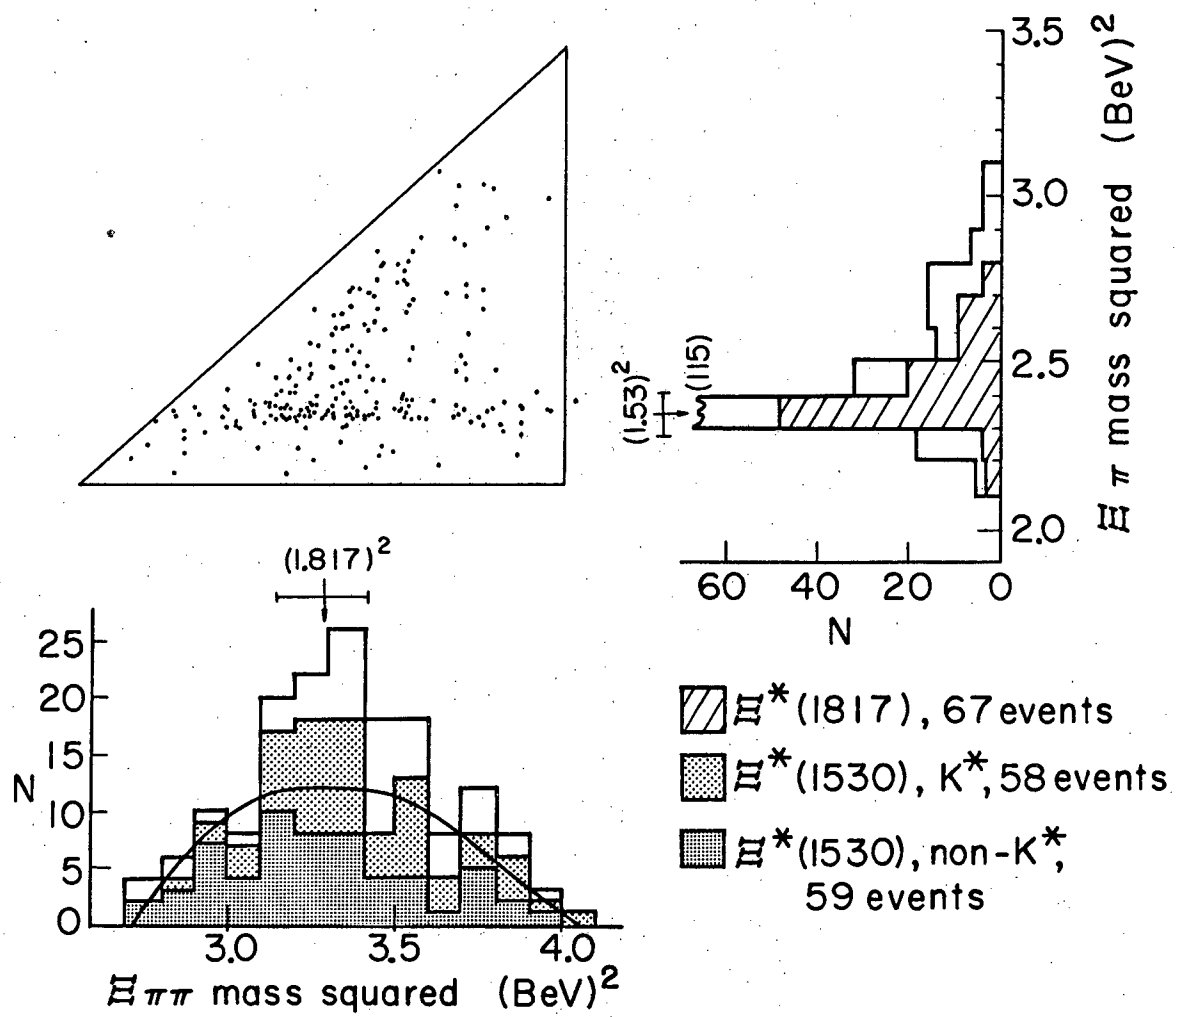 3.5
3.0
2.5
2.0
Ξ π mass squared (BeV)²
(1.53)²
(115)
60 40 20 0
N
(1.817)²
25
20
15
10
5
0
N
3.0 3.5 4.0
Ξ ππ mass squared (BeV)²
Ξ*(1817), 67 events
Ξ*(1530), K*, 58 events
Ξ*(1530), non-K*,
59 events